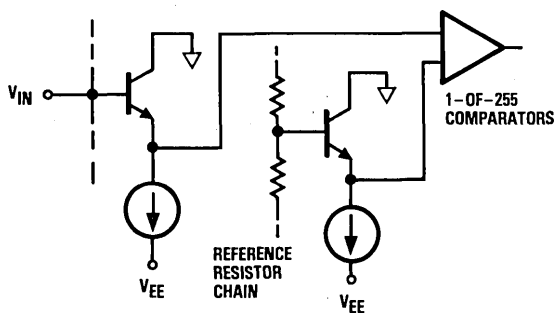 V_IN
1-OF-255
COMPARATORS
REFERENCE
RESISTOR
CHAIN
V_EE
V_EE